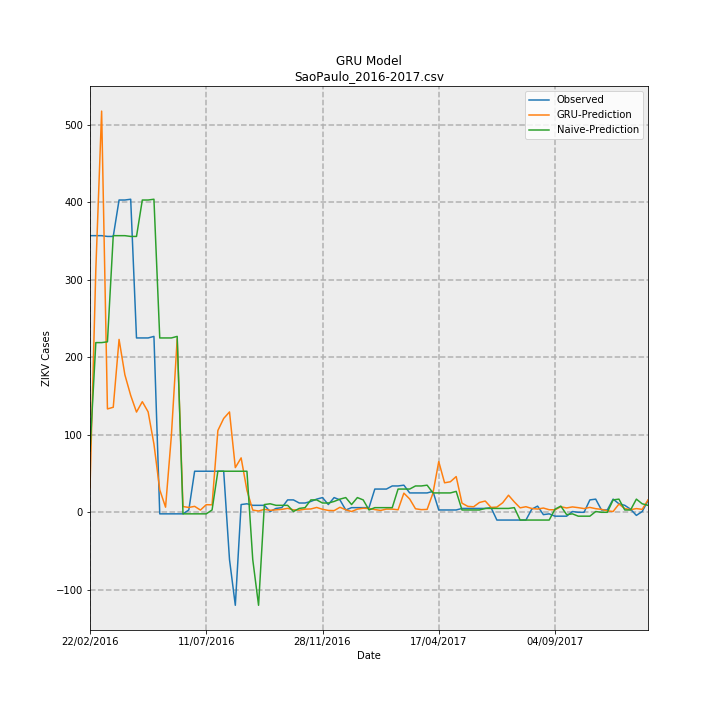 GRU Model
SaoPaulo_2016-2017.csv
Observed
GRU-Prediction
Naive-Prediction
500
400
300
200
100
0
−100
ZIKV Cases
22/02/2016 11/07/2016 28/11/2016 17/04/2017 04/09/2017
Date